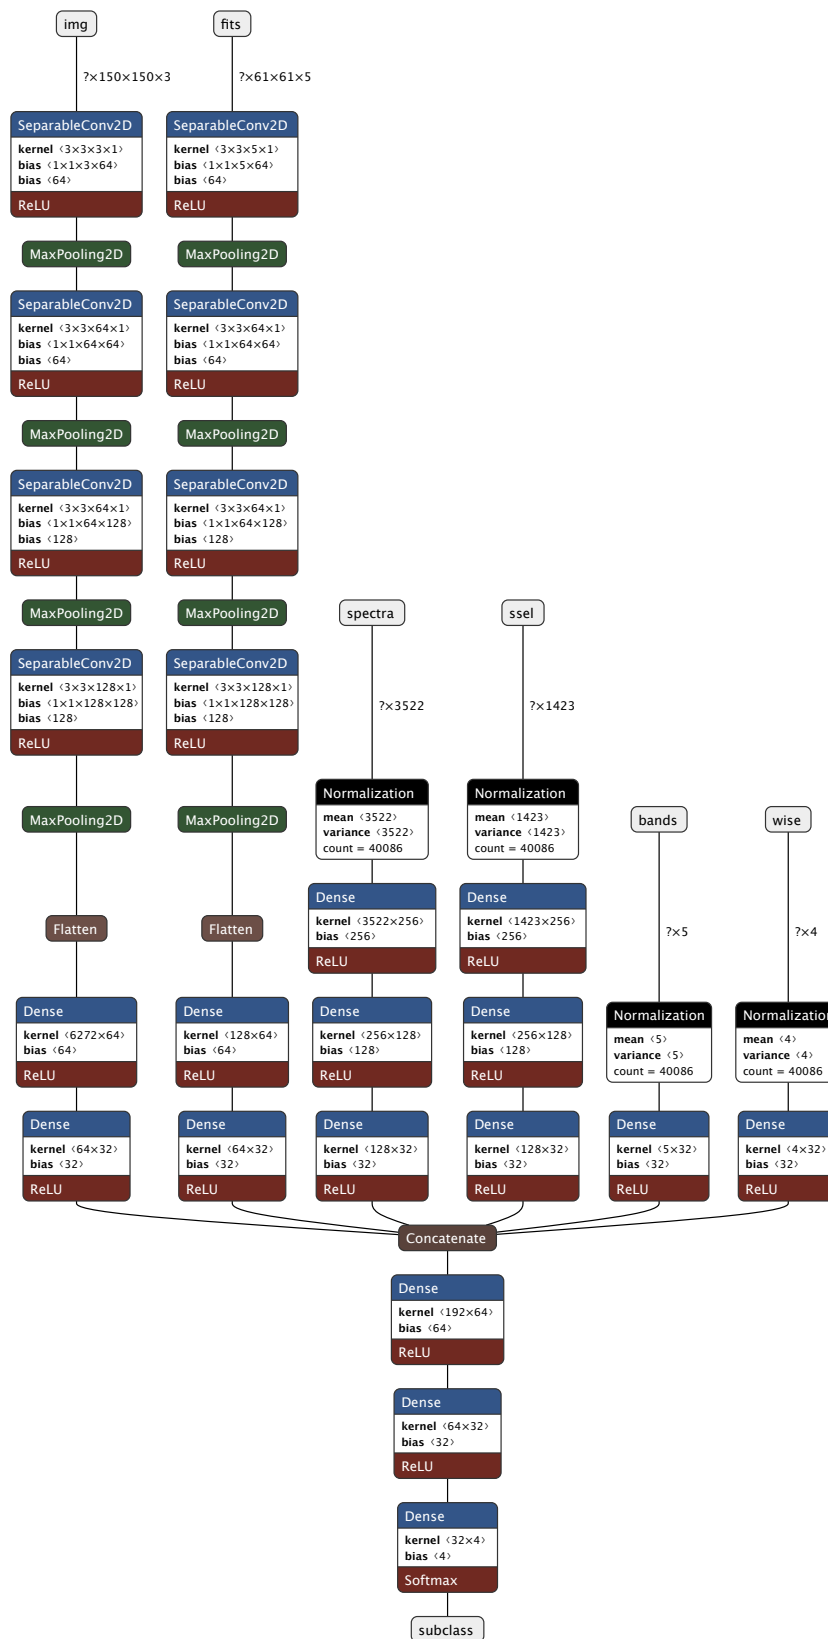 img
?×150×150×3
SeparableConv2D
kernel ‹3×3×3×1›
bias ‹1×1×3×64›
bias ‹64›
ReLU
MaxPooling2D
SeparableConv2D
kernel ‹3×3×64×1›
bias ‹1×1×64×64›
bias ‹64›
ReLU
MaxPooling2D
SeparableConv2D
kernel ‹3×3×64×1›
bias ‹1×1×64×128›
bias ‹128›
ReLU
MaxPooling2D
SeparableConv2D
kernel ‹3×3×128×1›
bias ‹1×1×128×128›
bias ‹128›
ReLU
MaxPooling2D
Flatten
Dense
kernel ‹6272×64›
bias ‹64›
ReLU
Dense
kernel ‹64×32›
bias ‹32›
ReLU
fits
?×61×61×5
SeparableConv2D
kernel ‹3×3×5×1›
bias ‹1×1×5×64›
bias ‹64›
ReLU
MaxPooling2D
SeparableConv2D
kernel ‹3×3×64×1›
bias ‹1×1×64×64›
bias ‹64›
ReLU
MaxPooling2D
SeparableConv2D
kernel ‹3×3×64×1›
bias ‹1×1×64×128›
bias ‹128›
ReLU
MaxPooling2D
SeparableConv2D
kernel ‹3×3×128×1›
bias ‹1×1×128×128›
bias ‹128›
ReLU
MaxPooling2D
Flatten
Dense
kernel ‹128×64›
bias ‹64›
ReLU
Dense
kernel ‹64×32›
bias ‹32›
ReLU
spectra
?×3522
Normalization
mean ‹3522›
variance ‹3522›
count = 40086
Dense
kernel ‹3522×256›
bias ‹256›
ReLU
Dense
kernel ‹256×128›
bias ‹128›
ReLU
Dense
kernel ‹128×32›
bias ‹32›
ReLU
ssel
?×1423
Normalization
mean ‹1423›
variance ‹1423›
count = 40086
Dense
kernel ‹1423×256›
bias ‹256›
ReLU
Dense
kernel ‹256×128›
bias ‹128›
ReLU
Dense
kernel ‹128×32›
bias ‹32›
ReLU
bands
?×5
Normalization
mean ‹5›
variance ‹5›
count = 40086
Dense
kernel ‹5×32›
bias ‹32›
ReLU
wise
?×4
Normalization
mean ‹4›
variance ‹4›
count = 40086
Dense
kernel ‹4×32›
bias ‹32›
ReLU
Concatenate
Dense
kernel ‹192×64›
bias ‹64›
ReLU
Dense
kernel ‹64×32›
bias ‹32›
ReLU
Dense
kernel ‹32×4›
bias ‹4›
Softmax
subclass